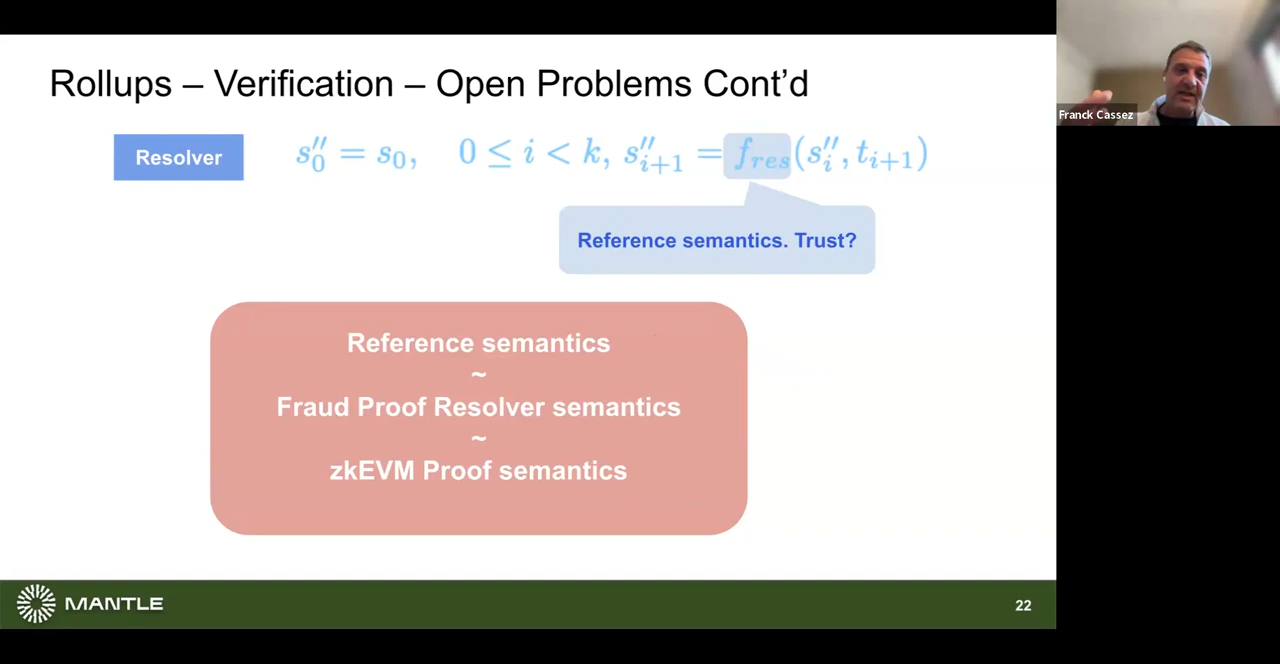 Rollups – Verification – Open Problems Cont'd
Resolver
s''₀ = s₀, 0 ≤ i < k, s''ᵢ₊₁ = f_res(s''ᵢ, tᵢ₊₁)
Reference semantics. Trust?
Reference semantics
~
Fraud Proof Resolver semantics
~
zkEVM Proof semantics
MANTLE
22
Franck Cassez